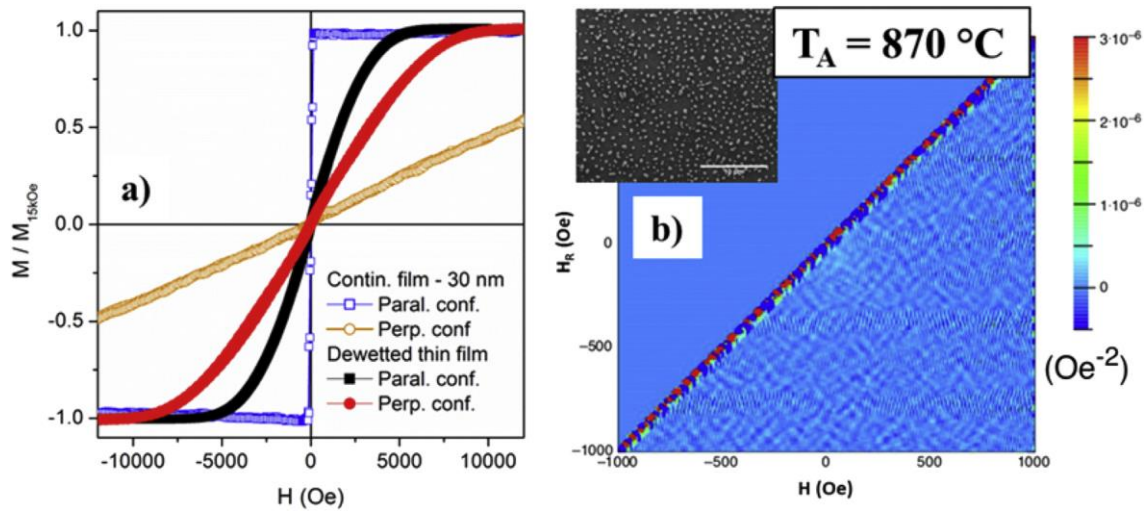 1.0
0.5
0.0
-0.5
-1.0
M / M15kOe
a)
Contin. film - 30 nm
Paral. conf.
Perp. conf
Dewetted thin film
Paral. conf.
Perp. conf.
-10000 -5000 0 5000 10000
H (Oe)
TA = 870 °C
b)
HR (Oe)
0
−500
−1000
−1000 −500 0 500 1000
H (Oe)
3·10⁻⁶
2·10⁻⁶
1·10⁻⁶
0
(Oe⁻²)